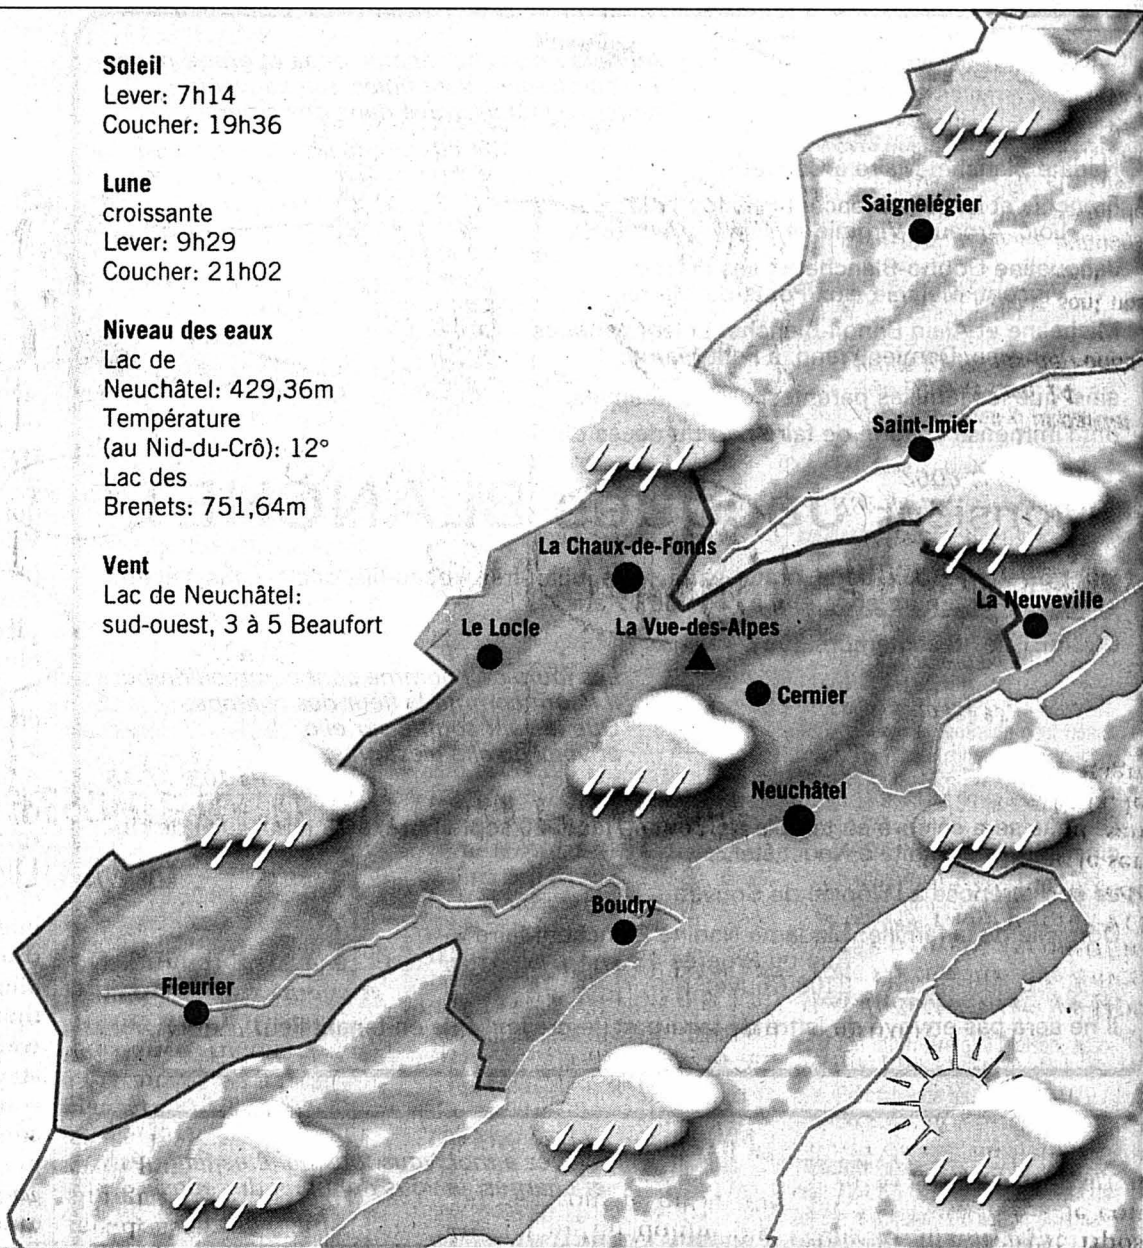 Soleil
Lever: 7h14
Coucher: 19h36
Lune
croissante
Lever: 9h29
Coucher: 21h02
Niveau des eaux
Lac de
Neuchâtel: 429,36m
Température
(au Nid-du-Crô): 12°
Lac des
Brenets: 751,64m
Vent
Lac de Neuchâtel:
sud-ouest, 3 à 5 Beaufort
Saignelégier
Saint-Imier
La Chaux-de-Fonds
La Neuveville
Le Locle
La Vue-des-Alpes
Cernier
Neuchâtel
Boudry
Fleurier